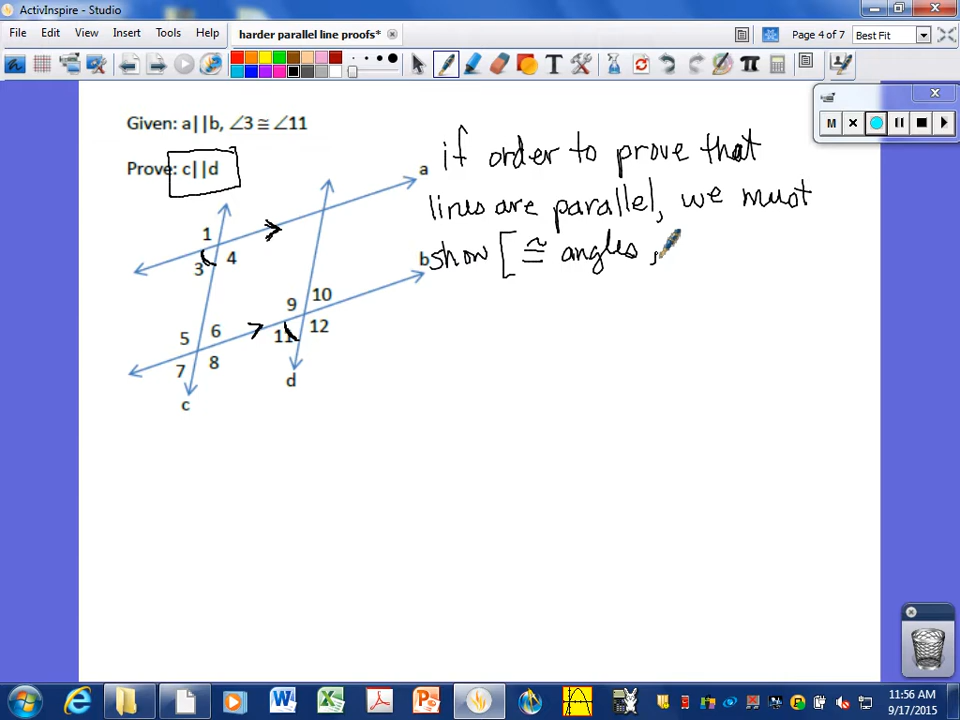 ActivInspire - Studio
File Edit View Insert Tools Help
harder parallel line proofs*
Page 4 of 7
Best Fit
M
Given: a||b, ∠3 ≅ ∠11
Prove: c||d
if order to prove that
lines are parallel, we must
show [≅ angles,
a
1
3 4
b
9 10
5 6
11 12
7 8
d
c
11:56 AM
9/17/2015